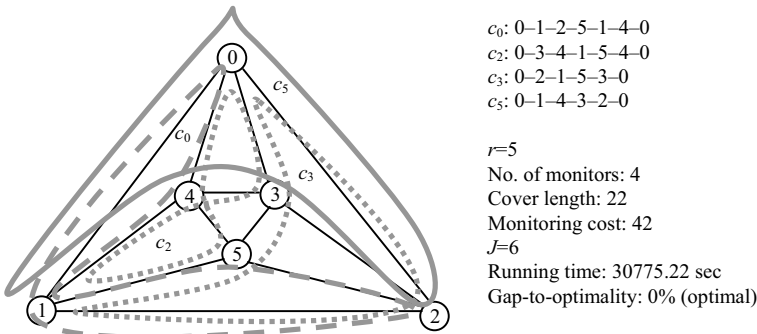 0
c5
c0
c3
4
3
c2
5
1
2
c0: 0–1–2–5–1–4–0
c2: 0–3–4–1–5–4–0
c3: 0–2–1–5–3–0
c5: 0–1–4–3–2–0
r=5
No. of monitors: 4
Cover length: 22
Monitoring cost: 42
J=6
Running time: 30775.22 sec
Gap-to-optimality: 0% (optimal)